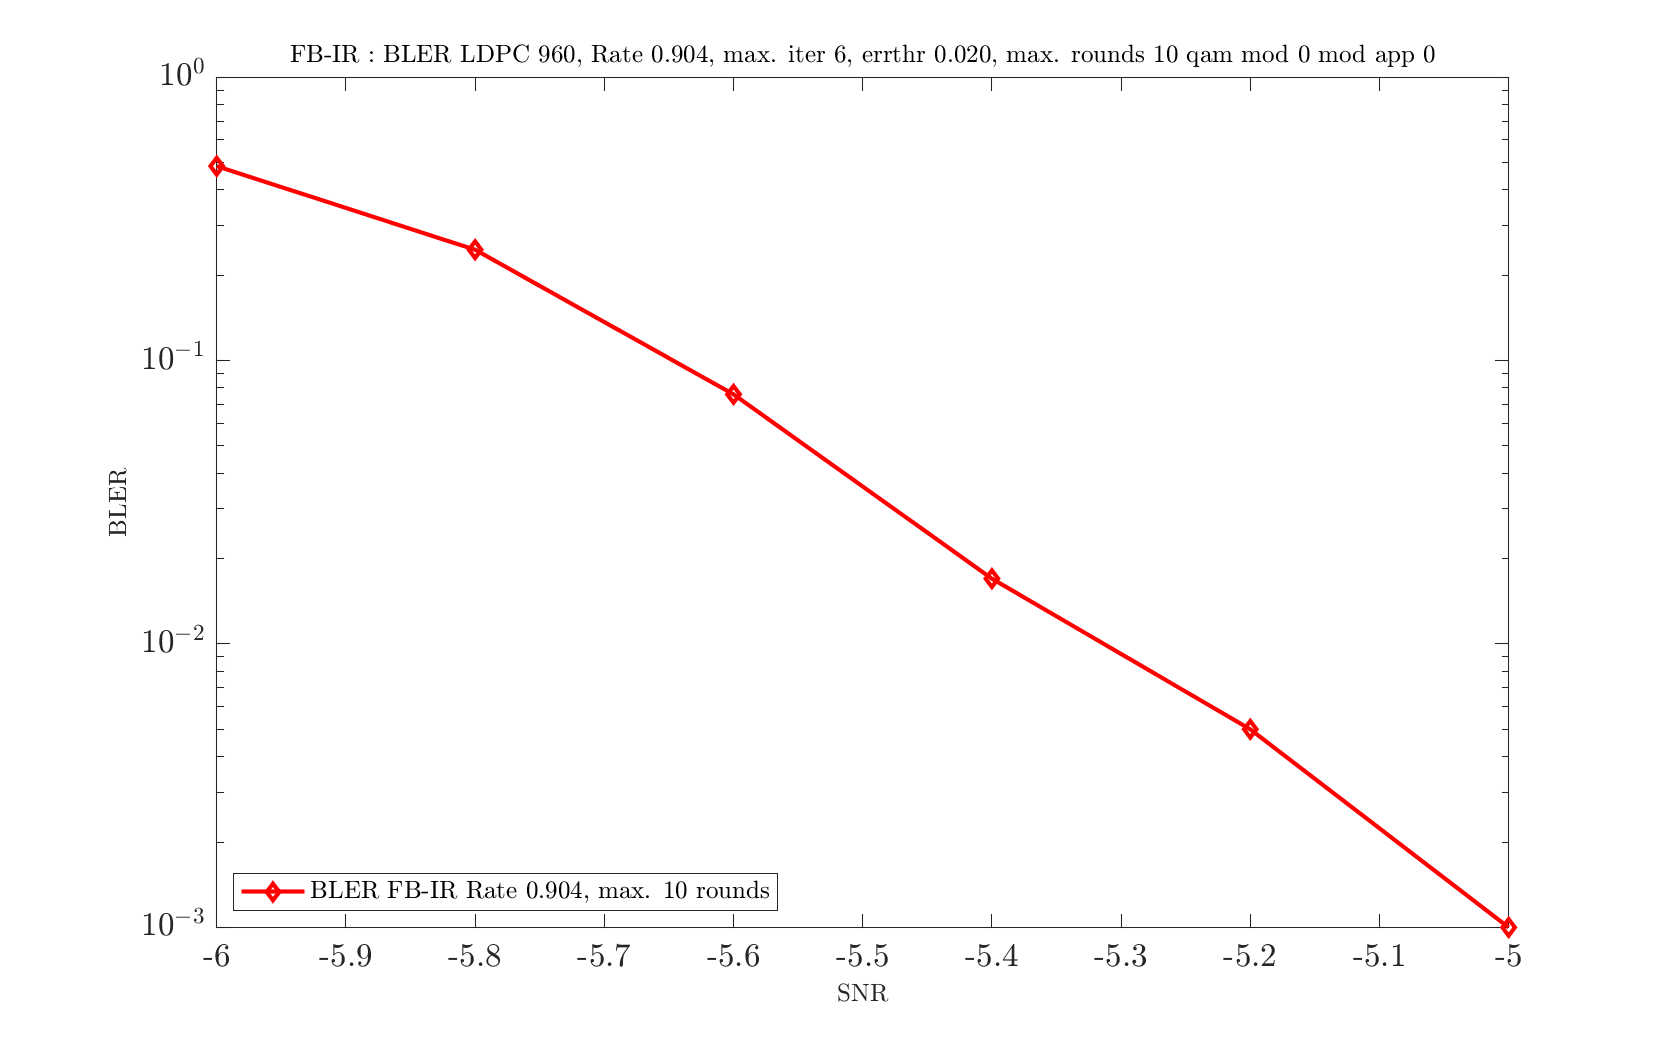 FB-IR : BLER LDPC 960, Rate 0.904, max. iter 6, errthr 0.020, max. rounds 10 qam mod 0 mod app 0
10^0
10^{-1}
10^{-2}
10^{-3}
BLER
BLER FB-IR Rate 0.904, max. 10 rounds
-6 -5.9 -5.8 -5.7 -5.6 -5.5 -5.4 -5.3 -5.2 -5.1 -5
SNR